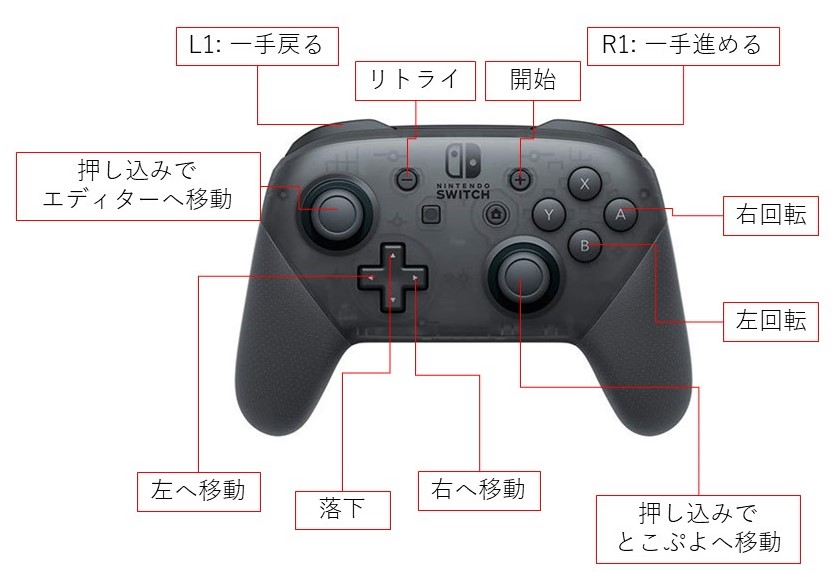 L1: 一手戻る
R1: 一手進める
リトライ
開始
押し込みで
エディターへ移動
NINTENDO
SWITCH
X
Y
A
B
右回転
左回転
左へ移動
落下
右へ移動
押し込みで
とこぷよへ移動